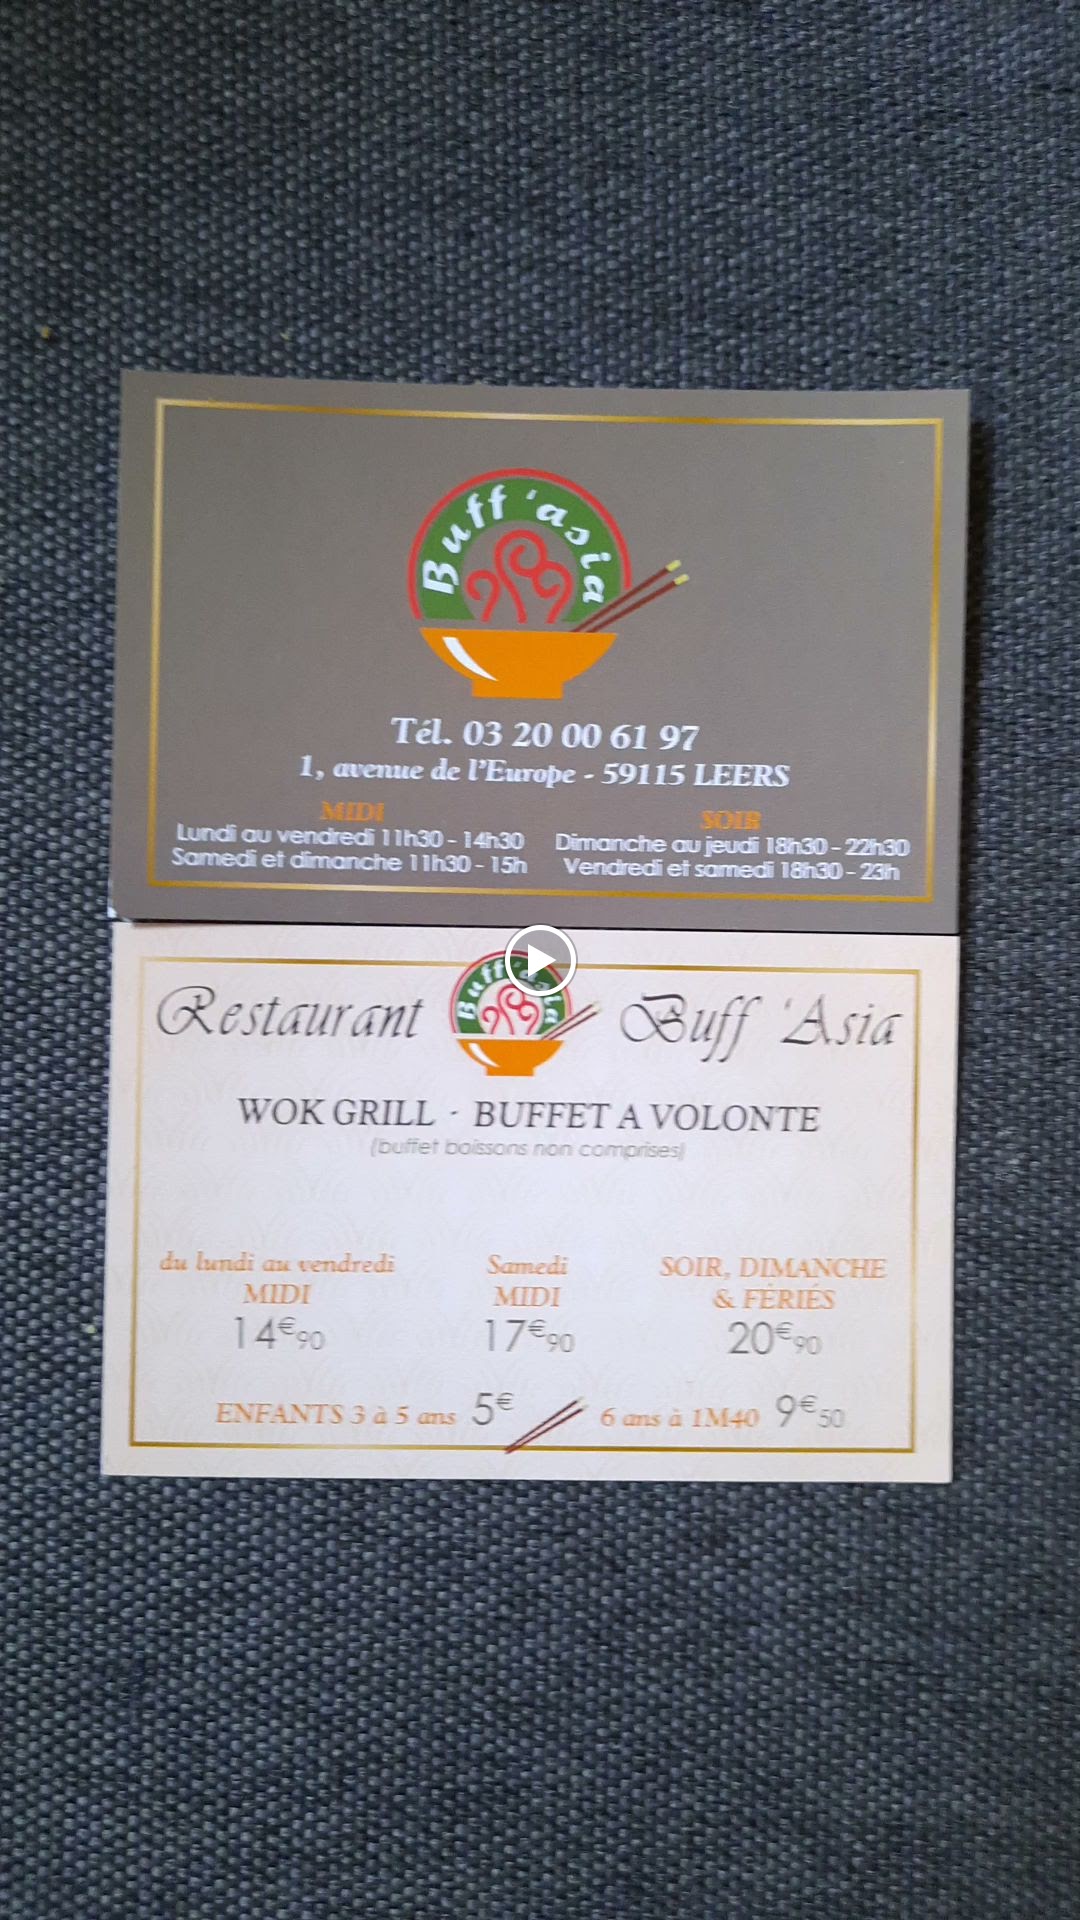 Buff 'asia
Tél. 03 20 00 61 97
1, avenue de l'Europe - 59115 LEERS
MIDI
Lundi au vendredi 11h30 - 14h30
Samedi et dimanche 11h30 - 15h
SOIR
Dimanche au jeudi 18h30 - 22h30
Vendredi et samedi 18h30 - 23h
Restaurant Buff 'Asia
Buff 'asia
WOK GRILL - BUFFET A VOLONTE
(buffet boissons non comprises)
du lundi au vendredi
MIDI
14€90
Samedi
MIDI
17€90
SOIR, DIMANCHE
& FÉRIÉS
20€90
ENFANTS 3 à 5 ans 5€
6 ans à 1M40 9€50